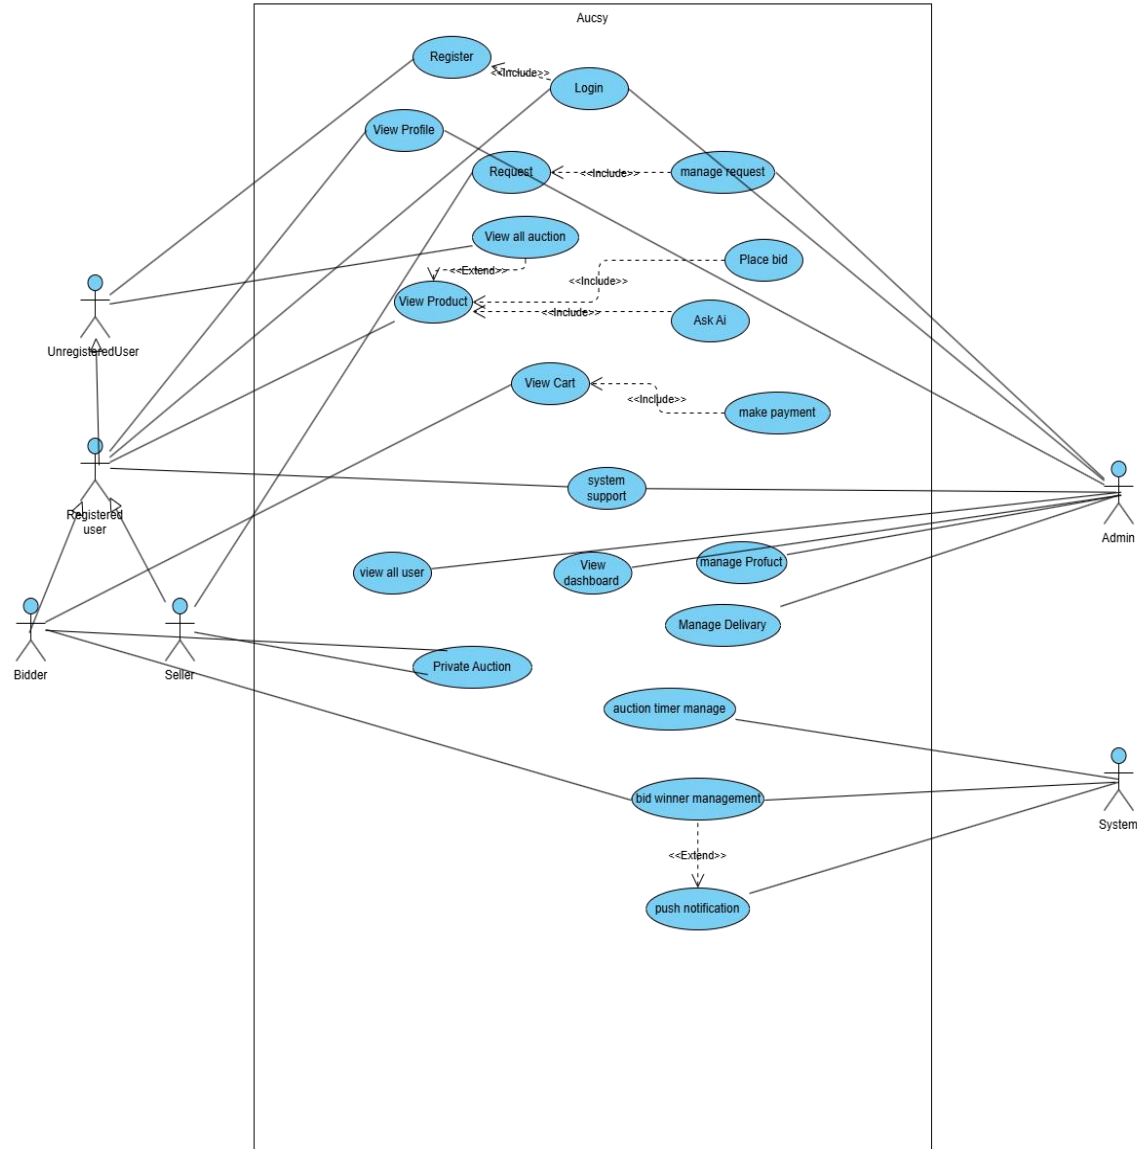 Aucsy
Register
<<Include>>
Login
View Profile
Request
<<Include>>
manage request
View all auction
<<Extend>>
Place bid
<<Include>>
View Product
<<Include>>
Ask Ai
UnregisteredUser
View Cart
<<Include>>
make payment
system
support
Registered
user
Admin
view all user
View
dashboard
manage Profuct
Manage Delivary
Bidder
Seller
Private Auction
auction timer manage
bid winner management
System
<<Extend>>
push notification